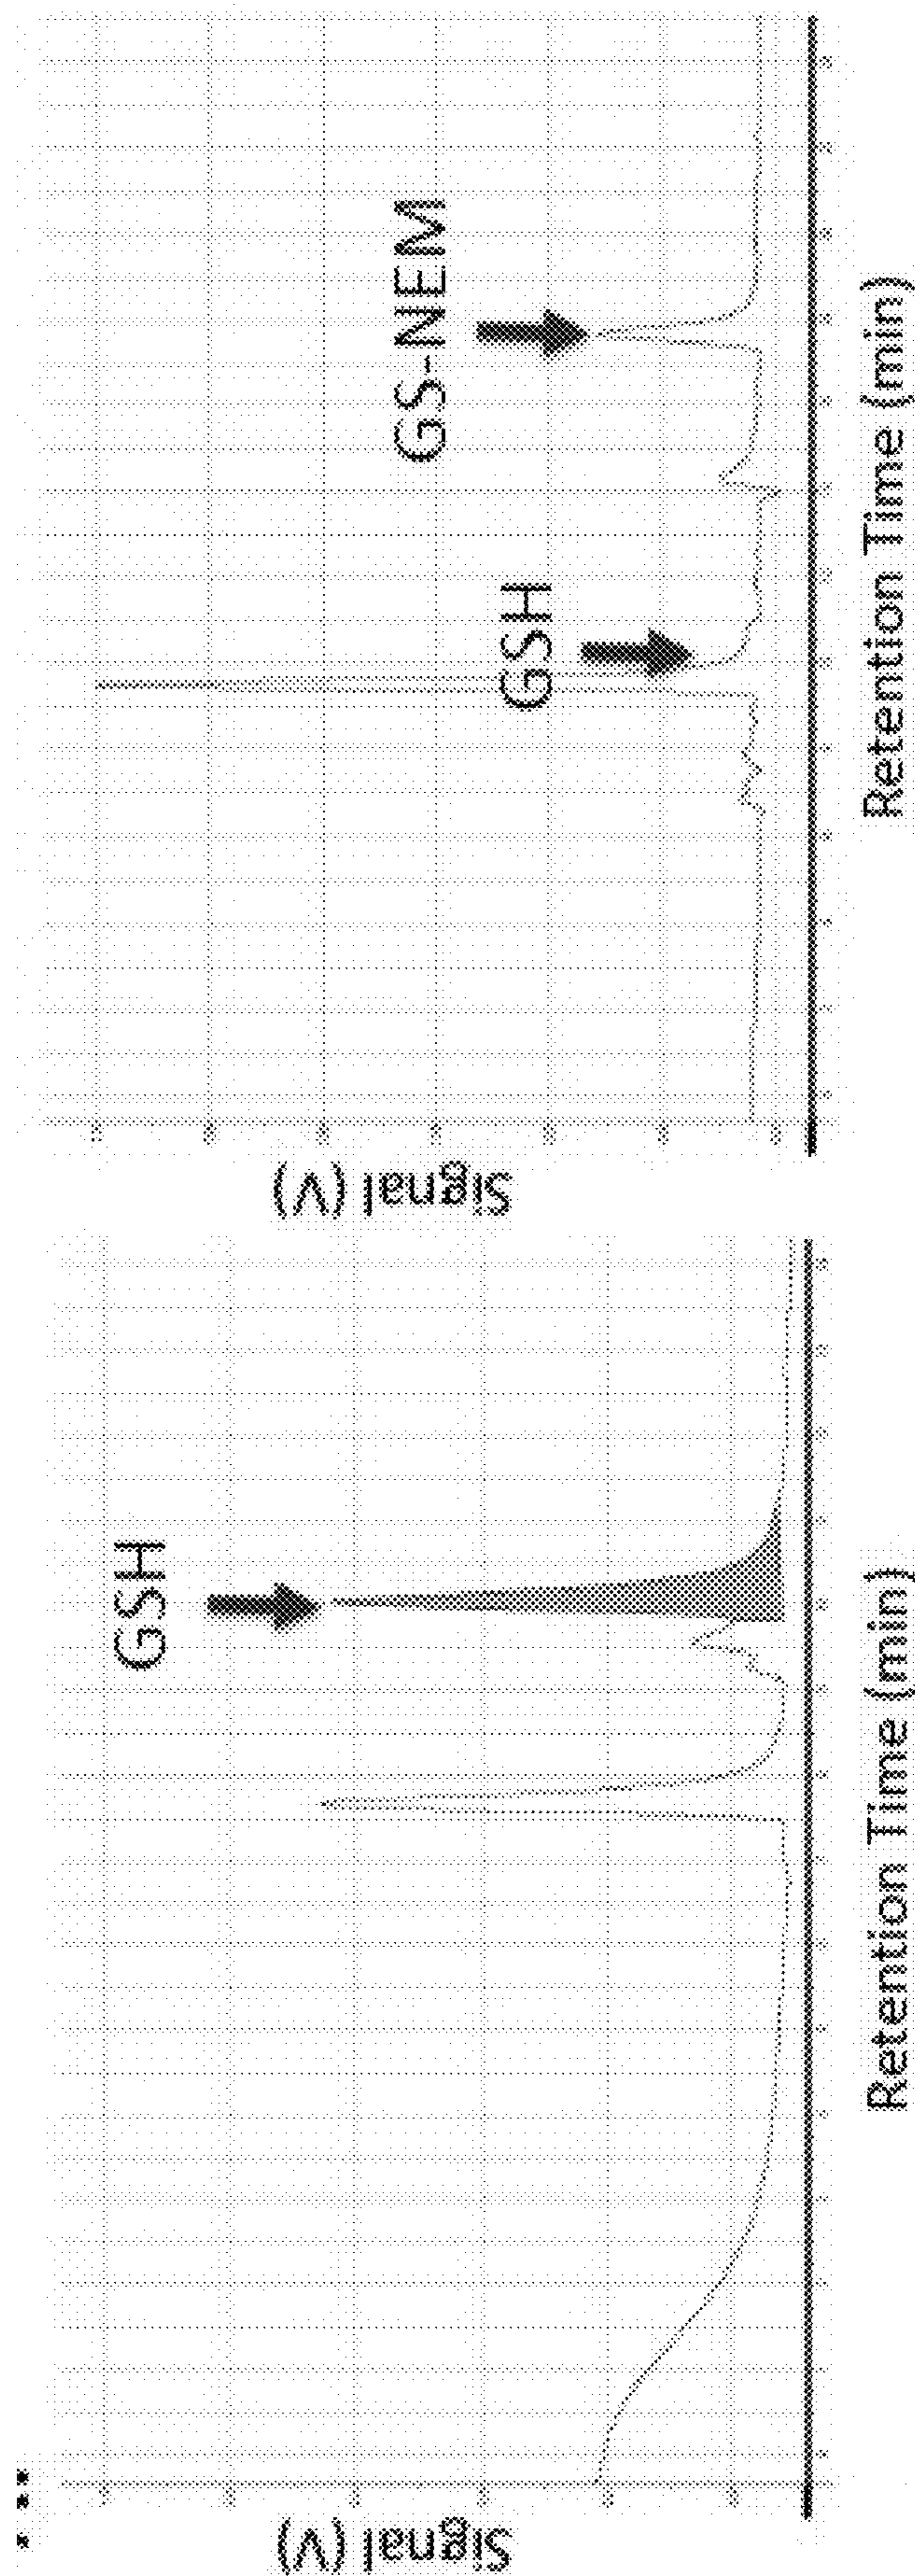 GSH
Signal (V)
Retention Time (min)
GS-NEM
GSH
Signal (V)
Retention Time (min)